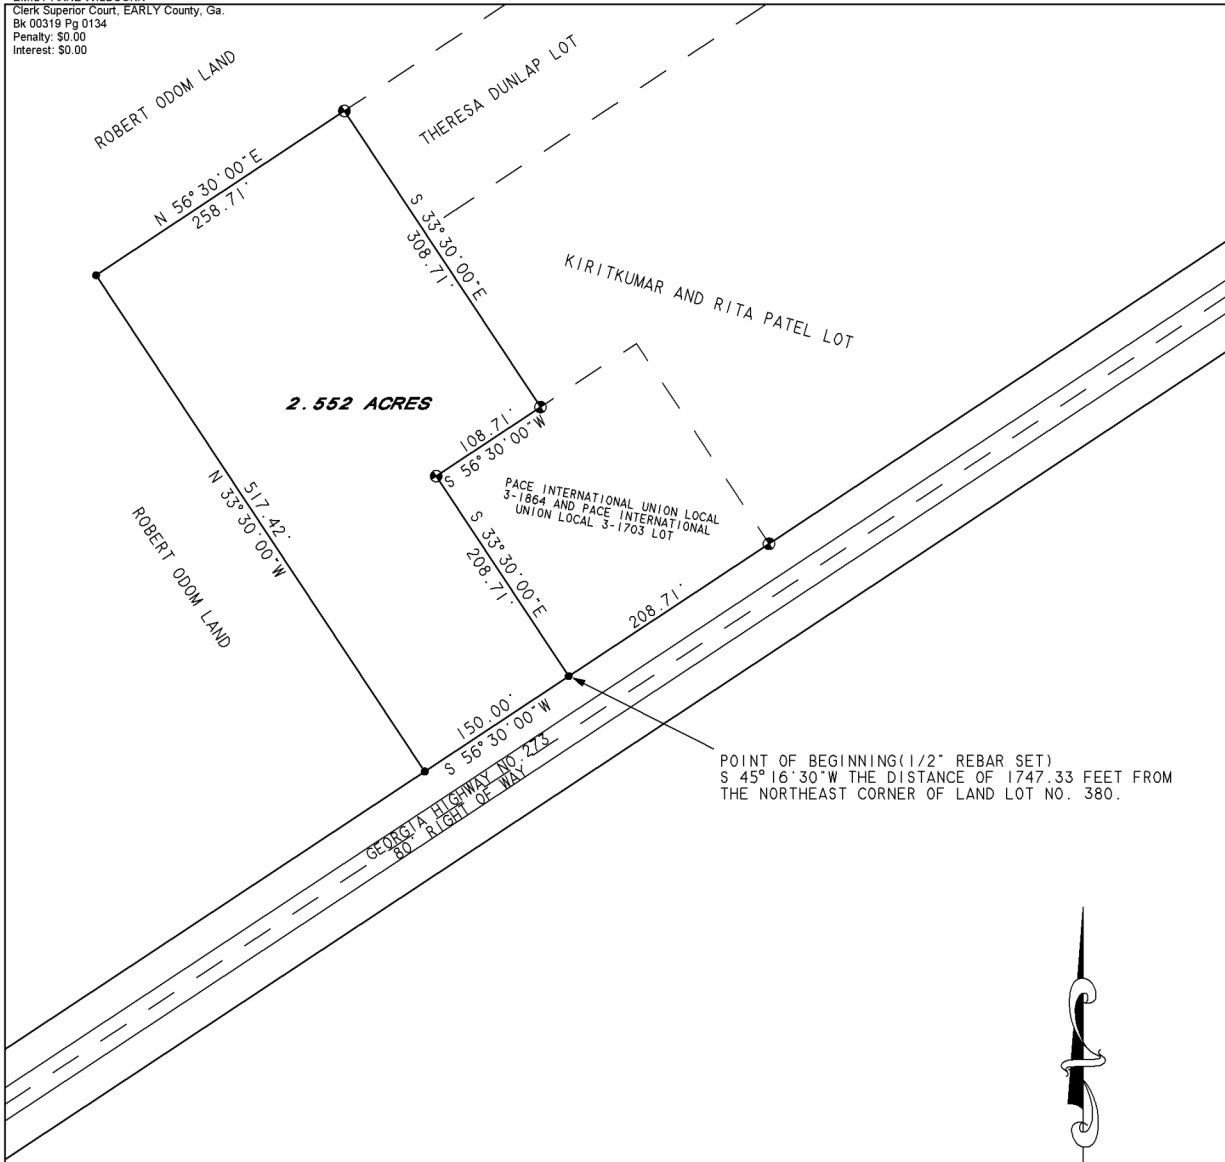 Clerk Superior Court, EARLY County, Ga.
Bk 00319 Pg 0134
Penalty: $0.00
Interest: $0.00
ROBERT ODOM LAND
THERESA DUNLAP LOT
N 56°30'00"E
258.71'
S 33°30'00"E
308.71'
KIRITKUMAR AND RITA PATEL LOT
2.552 ACRES
108.71'
S 56°30'00"W
PACE INTERNATIONAL UNION LOCAL
3-1864 AND PACE INTERNATIONAL
UNION LOCAL 3-1703 LOT
517.42'
N 33°30'00"W
ROBERT ODOM LAND
S 33°30'00"E
208.71'
208.71'
150.00'
S 56°30'00"W
GEORGIA HIGHWAY NO. 273
80' RIGHT OF WAY
POINT OF BEGINNING(1/2" REBAR SET)
S 45°16'30"W THE DISTANCE OF 1747.33 FEET FROM
THE NORTHEAST CORNER OF LAND LOT NO. 380.